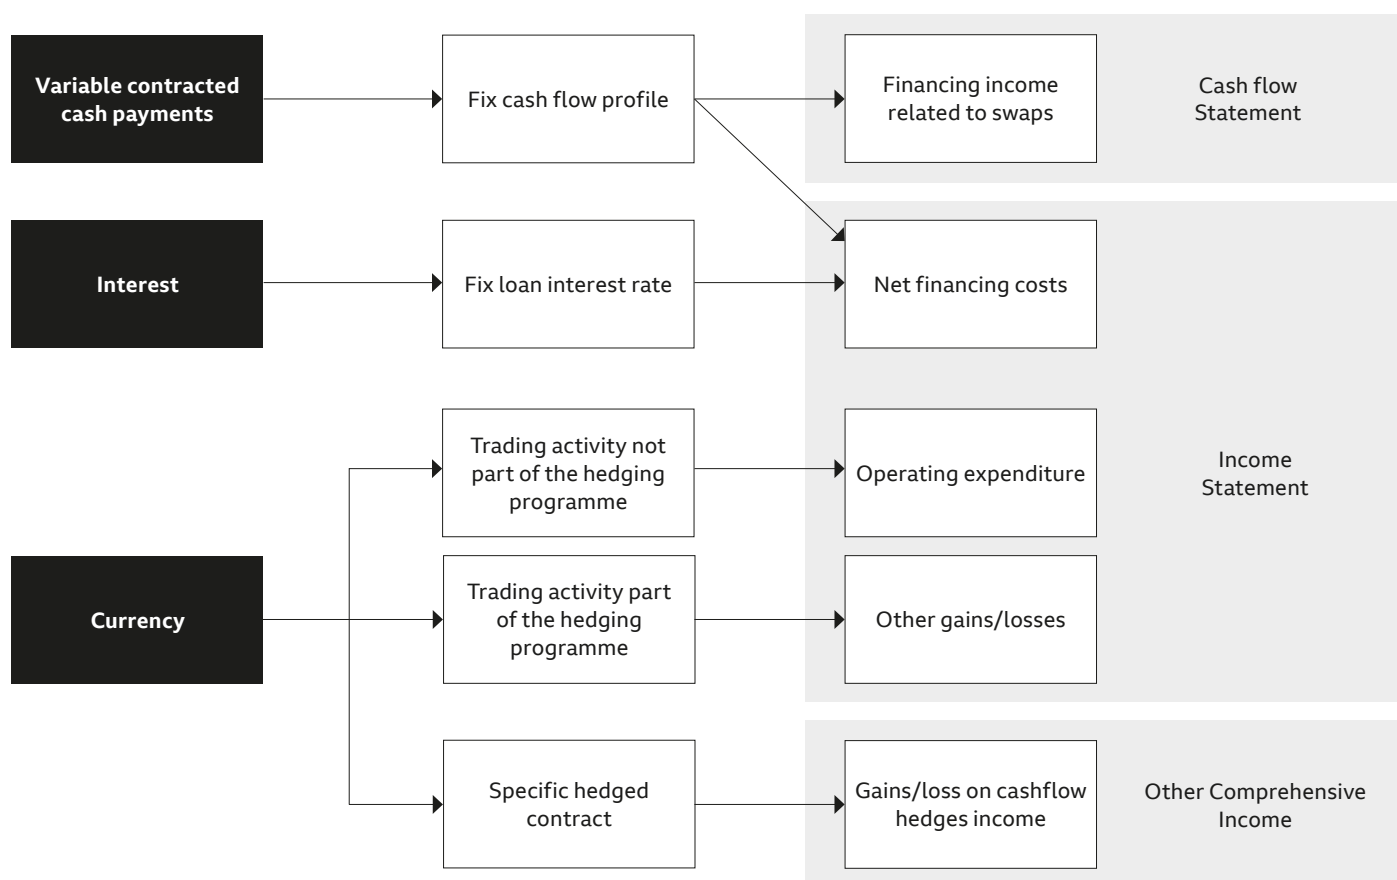 Variable contracted
cash payments
Fix cash flow profile
Financing income
related to swaps
Cash flow
Statement
Interest
Fix loan interest rate
Net financing costs
Trading activity not
part of the hedging
programme
Operating expenditure
Income
Statement
Currency
Trading activity part
of the hedging
programme
Other gains/losses
Specific hedged
contract
Gains/loss on cashflow
hedges income
Other Comprehensive
Income